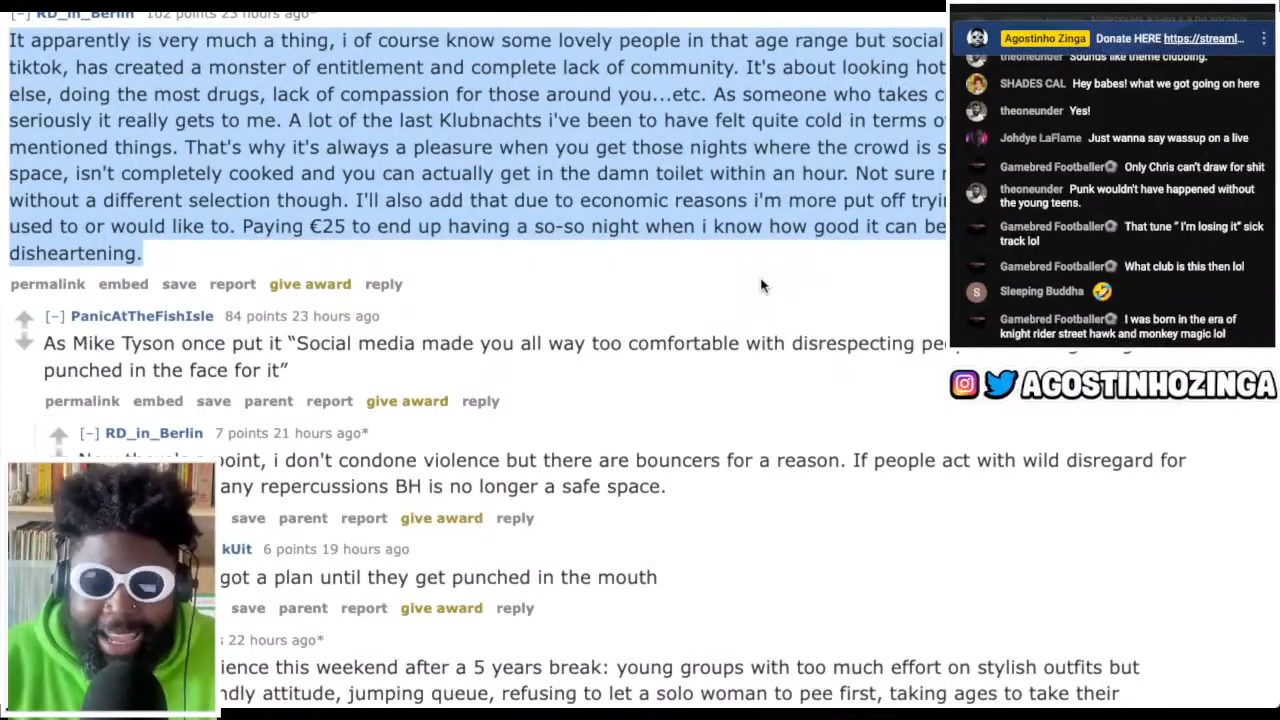 [–] RD_in_Berlin 102 points 23 hours ago*
It apparently is very much a thing, I of course know some lovely people in that age range but social
tiktok, has created a monster of entitlement and complete lack of community. It's about looking hot
else, doing the most drugs, lack of compassion for those around you...etc. As someone who takes c
seriously it really gets to me. A lot of the last Klubnachts i've been to have felt quite cold in terms o
mentioned things. That's why it's always a pleasure when you get those nights where the crowd is s
space, isn't completely cooked and you can actually get in the damn toilet within an hour. Not sure
without a different selection though. I'll also add that due to economic reasons i'm more put off tryin
used to or would like to. Paying €25 to end up having a so-so night when i know how good it can be
disheartening.
permalink embed save report give award reply
[–] PanicAtTheFishIsle 84 points 23 hours ago
As Mike Tyson once put it “Social media made you all way too comfortable with disrespecting
punched in the face for it”
permalink embed save parent report give award reply
[–] RD_in_Berlin 7 points 21 hours ago*
point, i don't condone violence but there are bouncers for a reason. If people act with wild disregard for
any repercussions BH is no longer a safe space.
save parent report give award reply
kUit 6 points 19 hours ago
got a plan until they get punched in the mouth
save parent report give award reply
22 hours ago*
ience this weekend after a 5 years break: young groups with too much effort on stylish outfits but
ndly attitude, jumping queue, refusing to let a solo woman to pee first, taking ages to take their
Agostinho Zinga Donate HERE https://streaml...
theoneunder Sounds like theme clubbing.
SHADES CAL Hey babes! what we got going on here
theoneunder Yes!
Johdye LaFlame Just wanna say wassup on a live
Gamebred Footballer⚽ Only Chris can't draw for shit
theoneunder Punk wouldn't have happened without
the young teens.
Gamebred Footballer⚽ That tune " I'm losing it" sick
track lol
Gamebred Footballer⚽ What club is this then lol
S Sleeping Buddha 🤣
Gamebred Footballer⚽ I was born in the era of
knight rider street hawk and monkey magic lol
AGOSTINHOZINGA